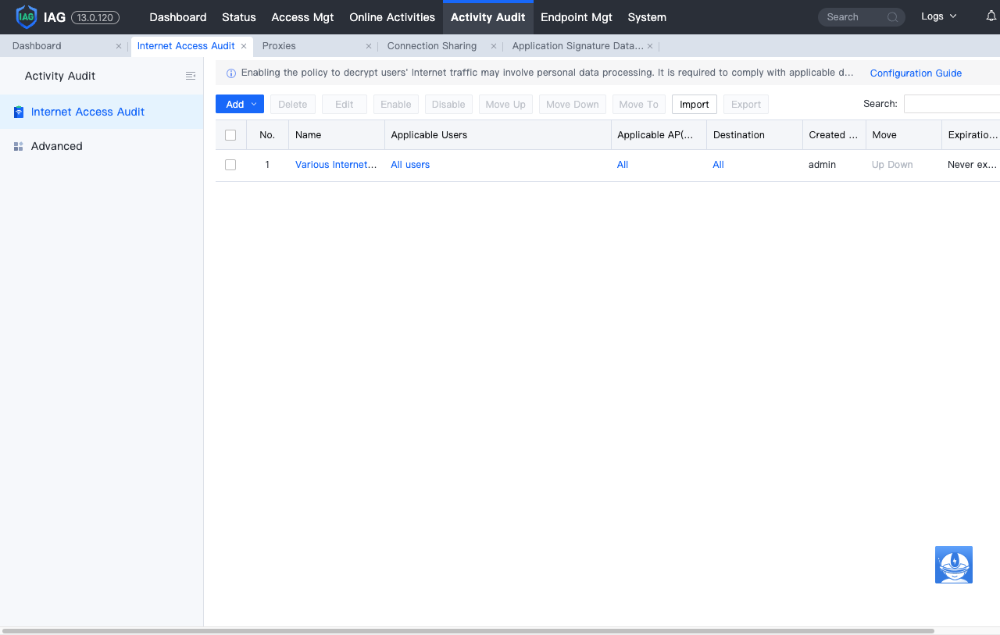 IAG 13.0.120 Dashboard Status Access Mgt Online Activities Activity Audit Endpoint Mgt System Search Logs
Dashboard Internet Access Audit Proxies Connection Sharing Application Signature Data...
Activity Audit
Internet Access Audit
Advanced
Enabling the policy to decrypt users' Internet traffic may involve personal data processing. It is required to comply with applicable d... Configuration Guide
Add Delete Edit Enable Disable Move Up Move Down Move To Import Export Search:
No. Name Applicable Users Applicable AP(... Destination Created ... Move Expiratio...
1 Various Internet... All users All All admin Up Down Never ex...